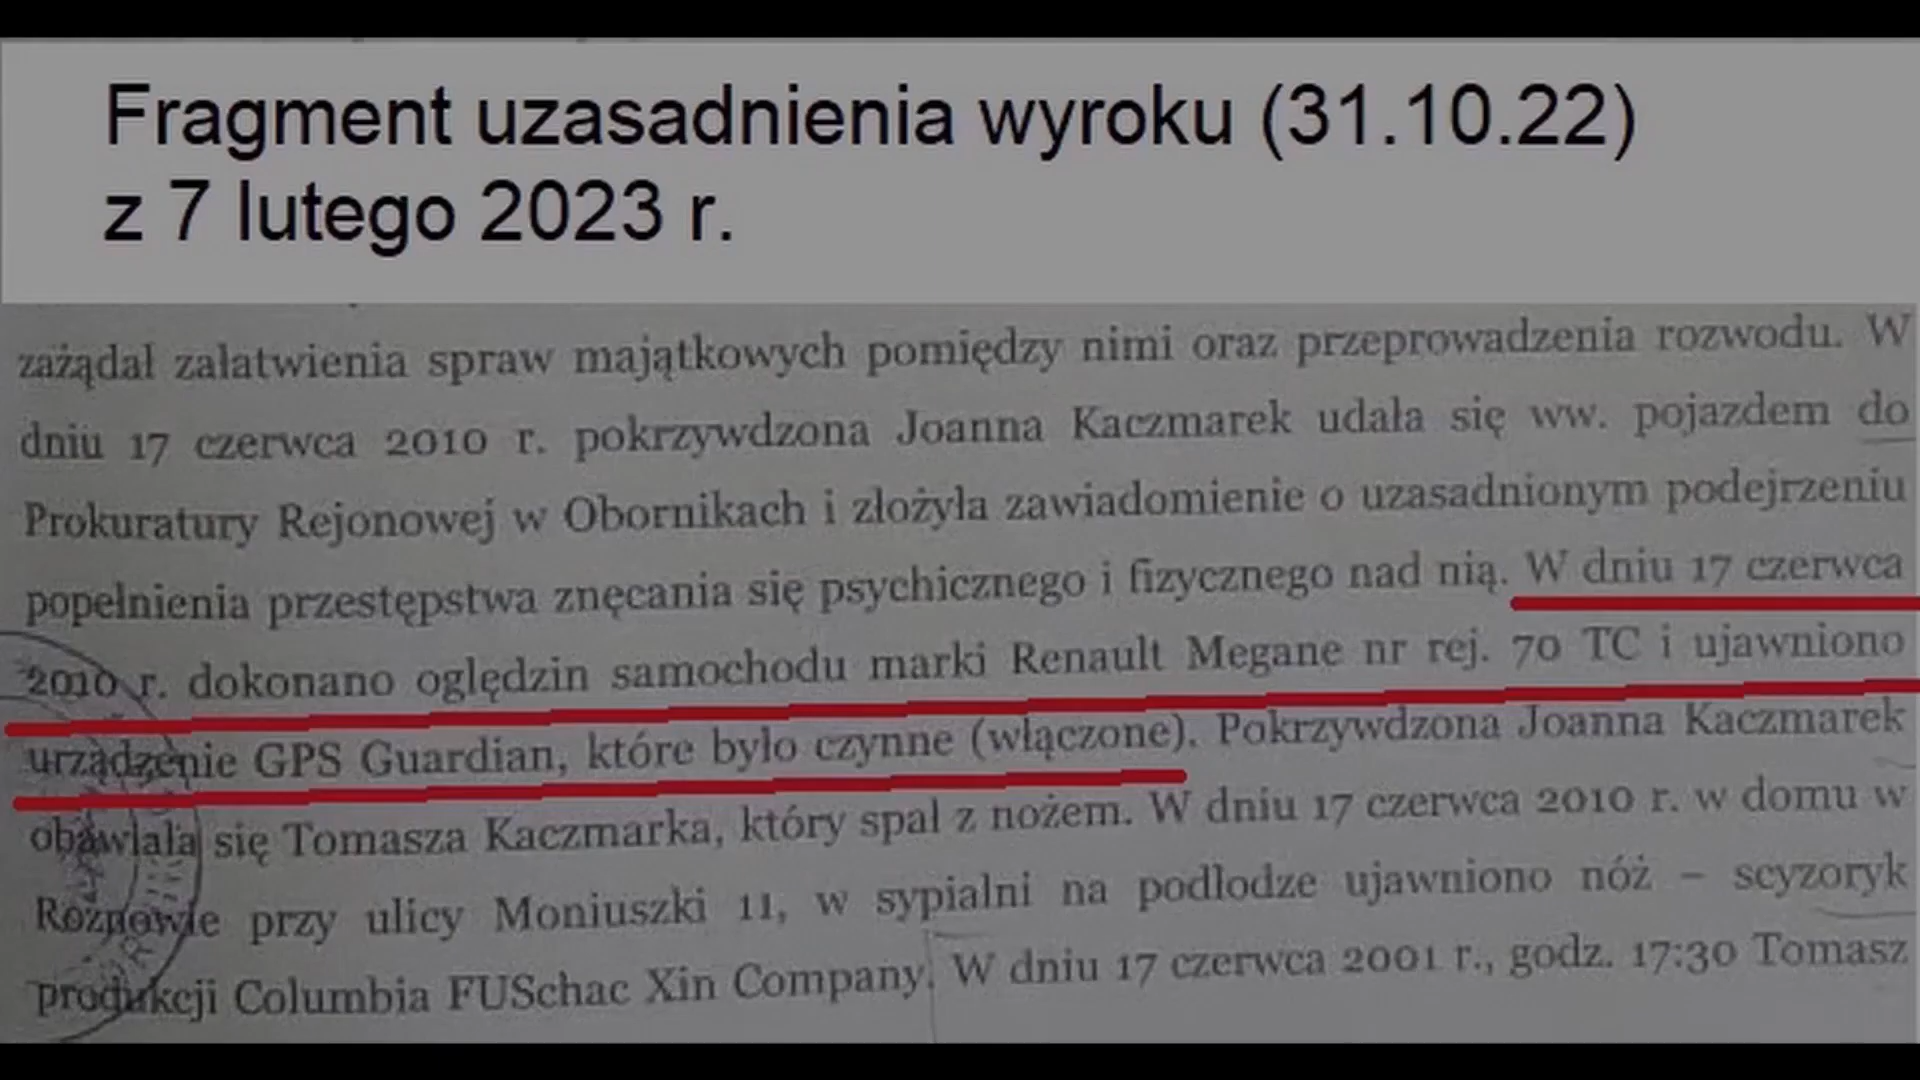 Fragment uzasadnienia wyroku (31.10.22)
z 7 lutego 2023 r.
zażądał załatwienia spraw majątkowych pomiędzy nimi oraz przeprowadzenia rozwodu. W
dniu 17 czerwca 2010 r. pokrzywdzona Joanna Kaczmarek udała się ww. pojazdem do
Prokuratury Rejonowej w Obornikach i złożyła zawiadomienie o uzasadnionym podejrzeniu
popełnienia przestępstwa znęcania się psychicznego i fizycznego nad nią. W dniu 17 czerwca
2010 r. dokonano oględzin samochodu marki Renault Megane nr rej. 70 TC i ujawniono
urządzenie GPS Guardian, które było czynne (włączone). Pokrzywdzona Joanna Kaczmarek
obawiała się Tomasza Kaczmarka, który spał z nożem. W dniu 17 czerwca 2010 r. w domu w
Rożnowie przy ulicy Moniuszki 11, w sypialni na podłodze ujawniono nóż – scyzoryk
produkcji Columbia FUSchac Xin Company. W dniu 17 czerwca 2001 r., godz. 17:30 Tomasz